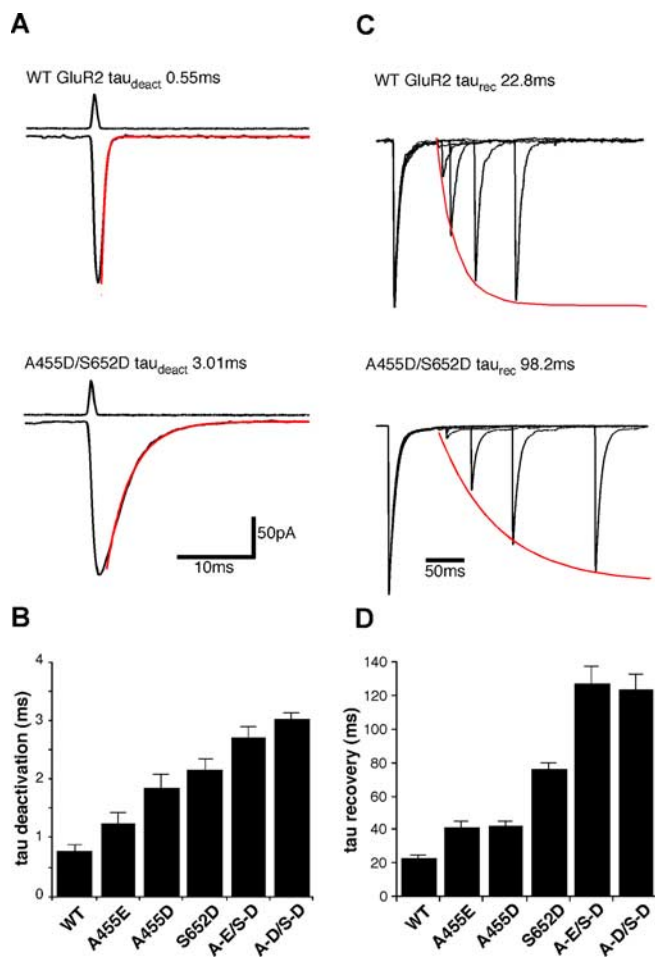 A
WT GluR2 tau_deact 0.55ms
A455D/S652D tau_deact 3.01ms
50pA
10ms
C
WT GluR2 tau_rec 22.8ms
A455D/S652D tau_rec 98.2ms
50ms
B
tau deactivation (ms)
4
3
2
1
0
WT
A455E
A455D
S652D
A-E/S-D
A-D/S-D
D
tau recovery (ms)
140
120
100
80
60
40
20
0
WT
A455E
A455D
S652D
A-E/S-D
A-D/S-D